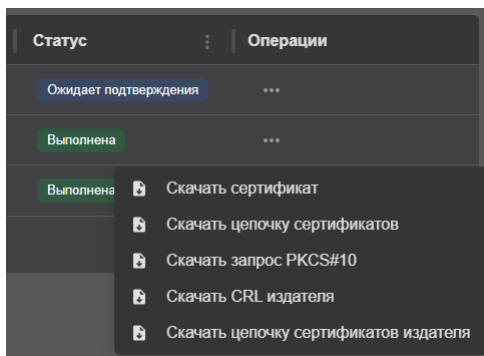 Статус
Операции
Ожидает подтверждения
Выполнена
Выполнена
Скачать сертификат
Скачать цепочку сертификатов
Скачать запрос PKCS#10
Скачать CRL издателя
Скачать цепочку сертификатов издателя